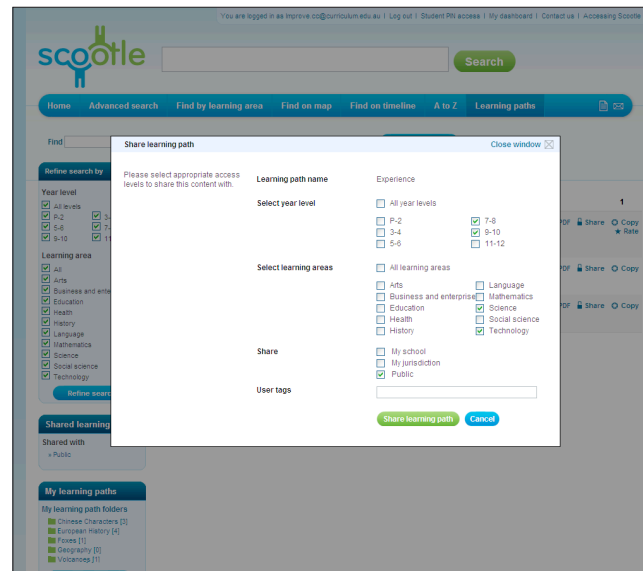 You are logged in as improve.co@curriculum.edu.au | Log out | Student PIN access | My dashboard | Contact us | Accessing Scootle
scootle
Search
Home Advanced search Find by learning area Find on map Find on timeline A to Z Learning paths
Find
Share learning path
Close window
Please select appropriate access
levels to share this content with.
Learning path name
Experience
Select year level
All year levels
P-2 7-8
3-4 9-10
5-6 11-12
Select learning areas
All learning areas
Arts Language
Business and enterprise Mathematics
Education Science
Health Social science
History Technology
Share
My school
My jurisdiction
Public
User tags
Share learning path Cancel
Refine search by
Year level
All levels
P-2 3-
5-6 7-
9-10 11
Learning area
All
Arts
Business and ente
Education
Health
History
Language
Mathematics
Science
Social science
Technology
Refine searc
Shared learning
Shared with
» Public
My learning paths
My learning path folders
Chinese Characters [3]
European History [4]
Foxes [1]
Geography [0]
Volcanoes [1]
1
PDF Share Copy
Rate
PDF Share Copy
PDF Share Copy